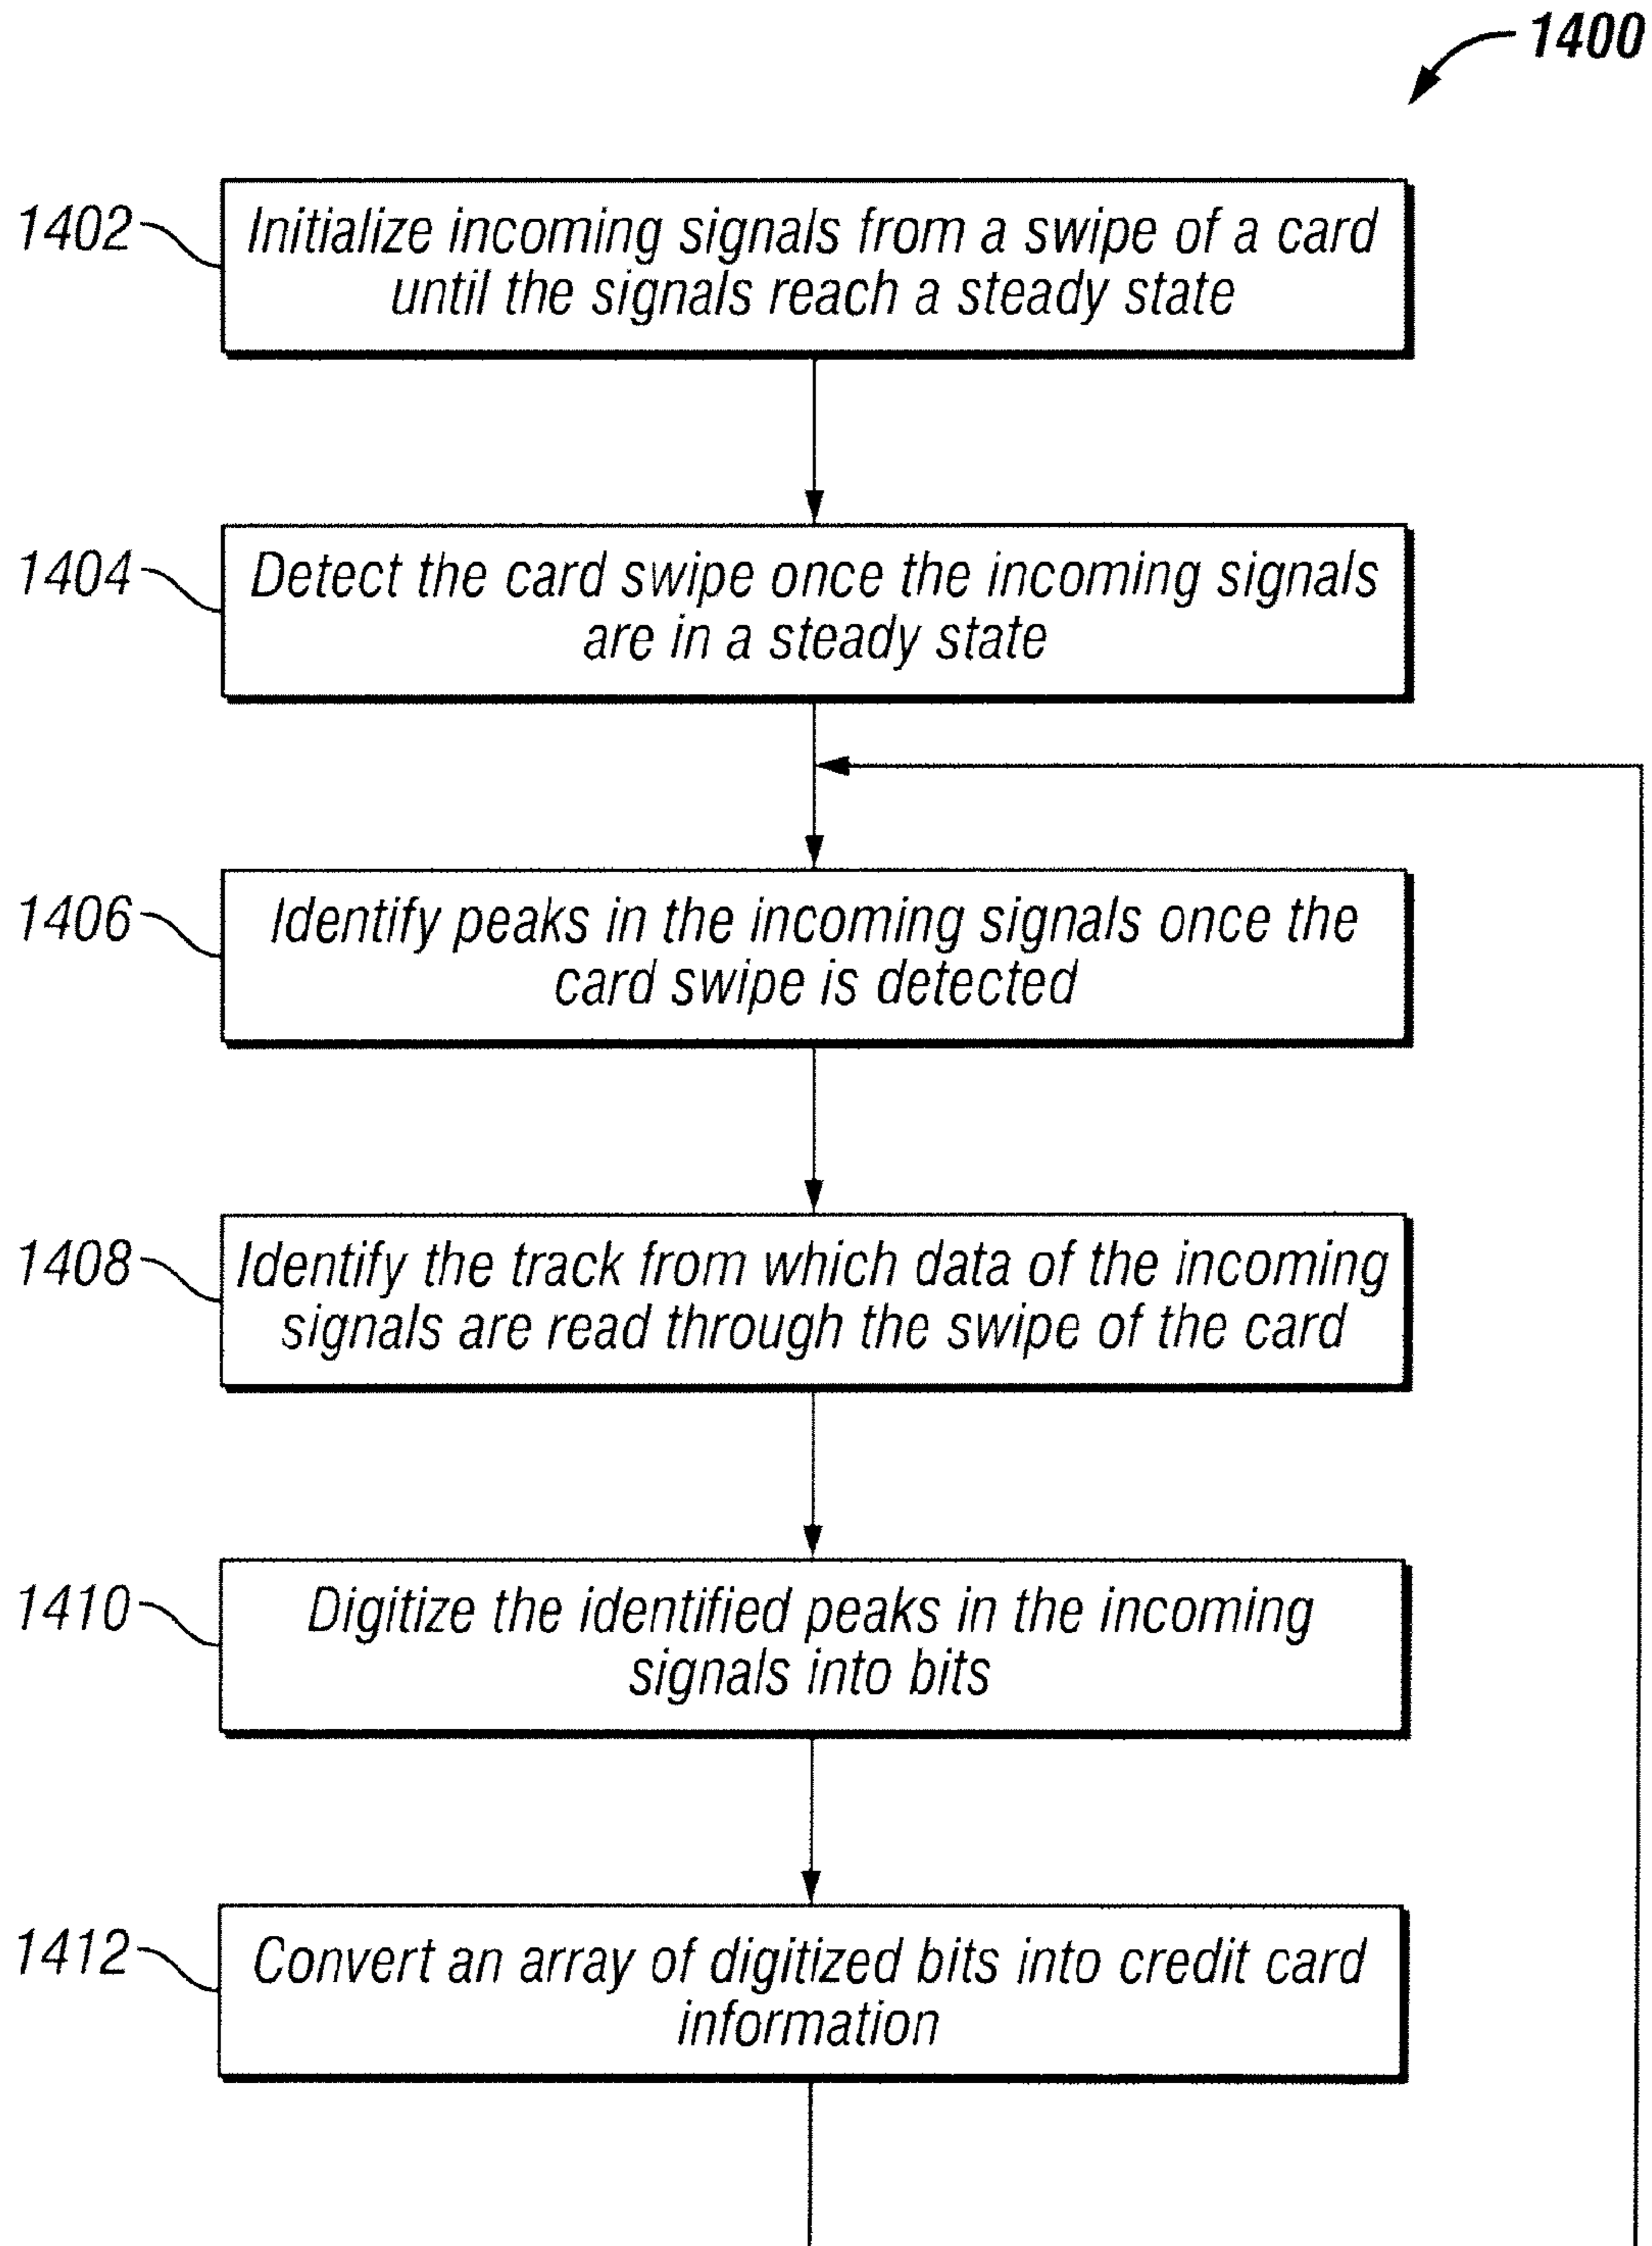 1400
1402
Initialize incoming signals from a swipe of a card
until the signals reach a steady state
1404
Detect the card swipe once the incoming signals
are in a steady state
1406
Identify peaks in the incoming signals once the
card swipe is detected
1408
Identify the track from which data of the incoming
signals are read through the swipe of the card
1410
Digitize the identified peaks in the incoming
signals into bits
1412
Convert an array of digitized bits into credit card
information